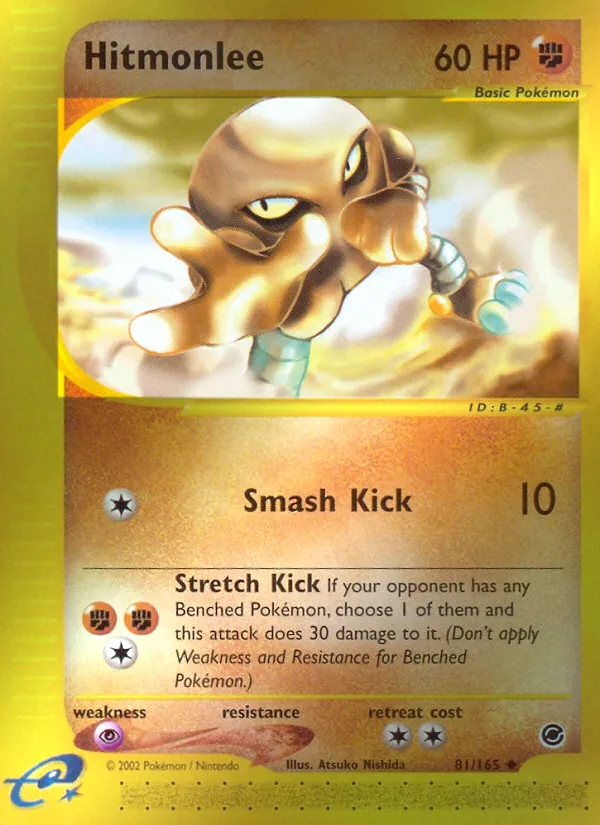 Hitmonlee 60 HP
Basic Pokémon
ID:B-45-#
Smash Kick 10
Stretch Kick If your opponent has any
Benched Pokémon, choose 1 of them and
this attack does 30 damage to it. (Don't apply
Weakness and Resistance for Benched
Pokémon.)
weakness resistance retreat cost
© 2002 Pokémon / Nintendo Illus. Atsuko Nishida 81/165 ◆
e